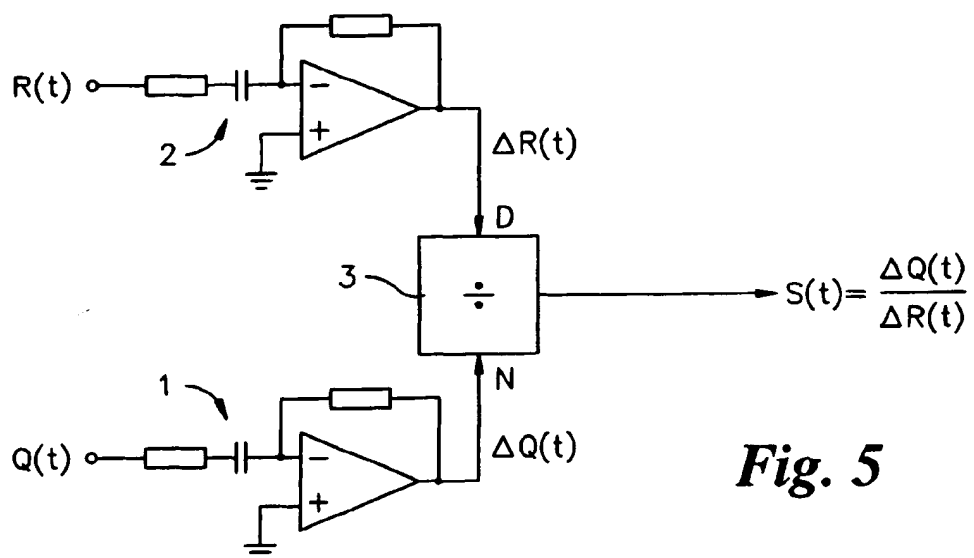 R(t)
−
+
2
ΔR(t)
D
3
÷
S(t)= ΔQ(t)
ΔR(t)
1
N
Q(t)
−
+
ΔQ(t)
Fig. 5